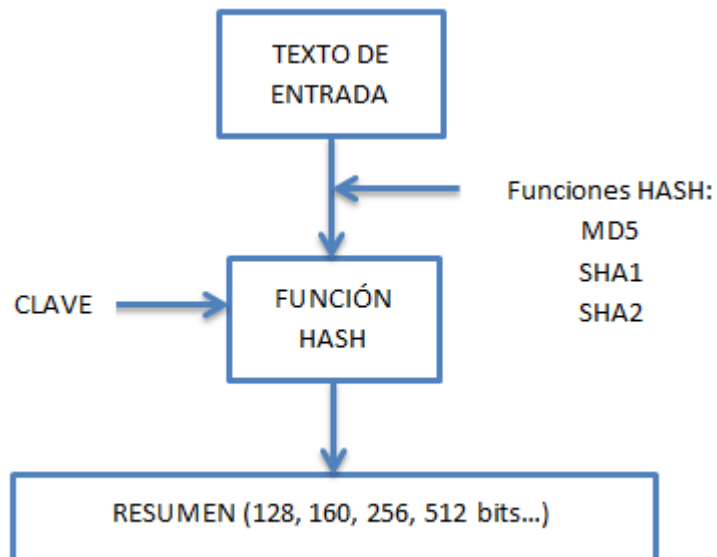 TEXTO DE
ENTRADA
Funciones HASH:
MD5
SHA1
SHA2
CLAVE
FUNCIÓN
HASH
RESUMEN (128, 160, 256, 512 bits...)